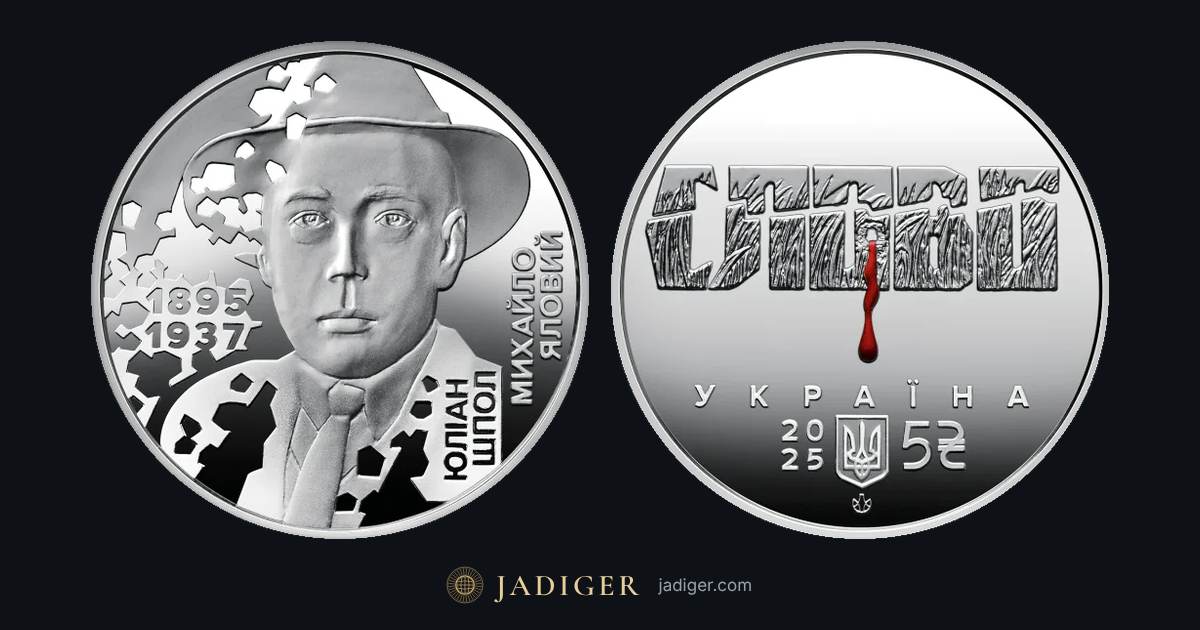 1895
1937
МИХАЙЛО
ЯЛОВИЙ
ЮЛІАН
ШПОЛ
СЛОВО
УКРАЇНА
20
25
5₴
JADIGER
jadiger.com